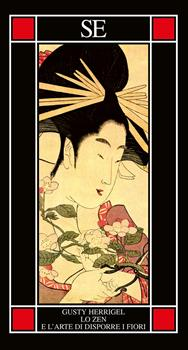 SE
GUSTY HERRIGEL
LO ZEN
E L'ARTE DI DISPORRE I FIORI